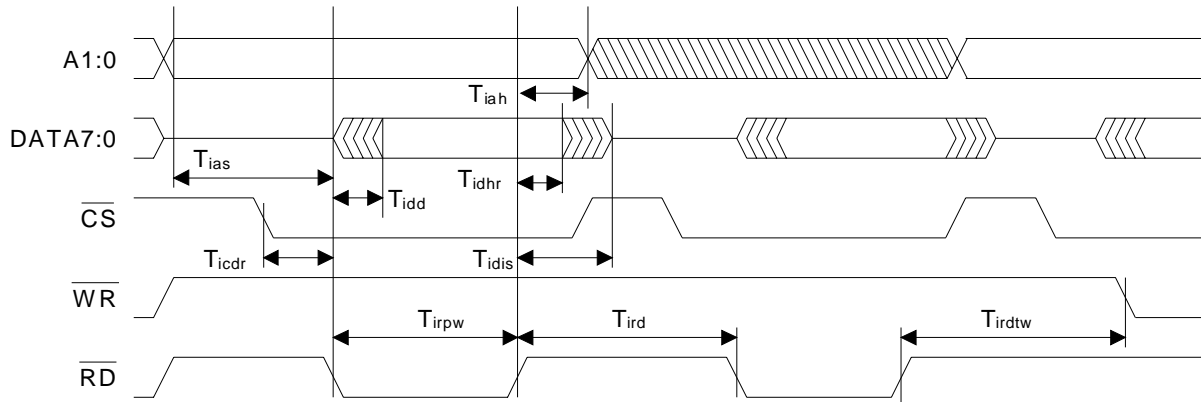 A1:0
Tiah
DATA7:0
Tias
Tidd
Tidhr
CS
Ticdr
Tidis
WR
Tirpw
Tird
Tirdtw
RD